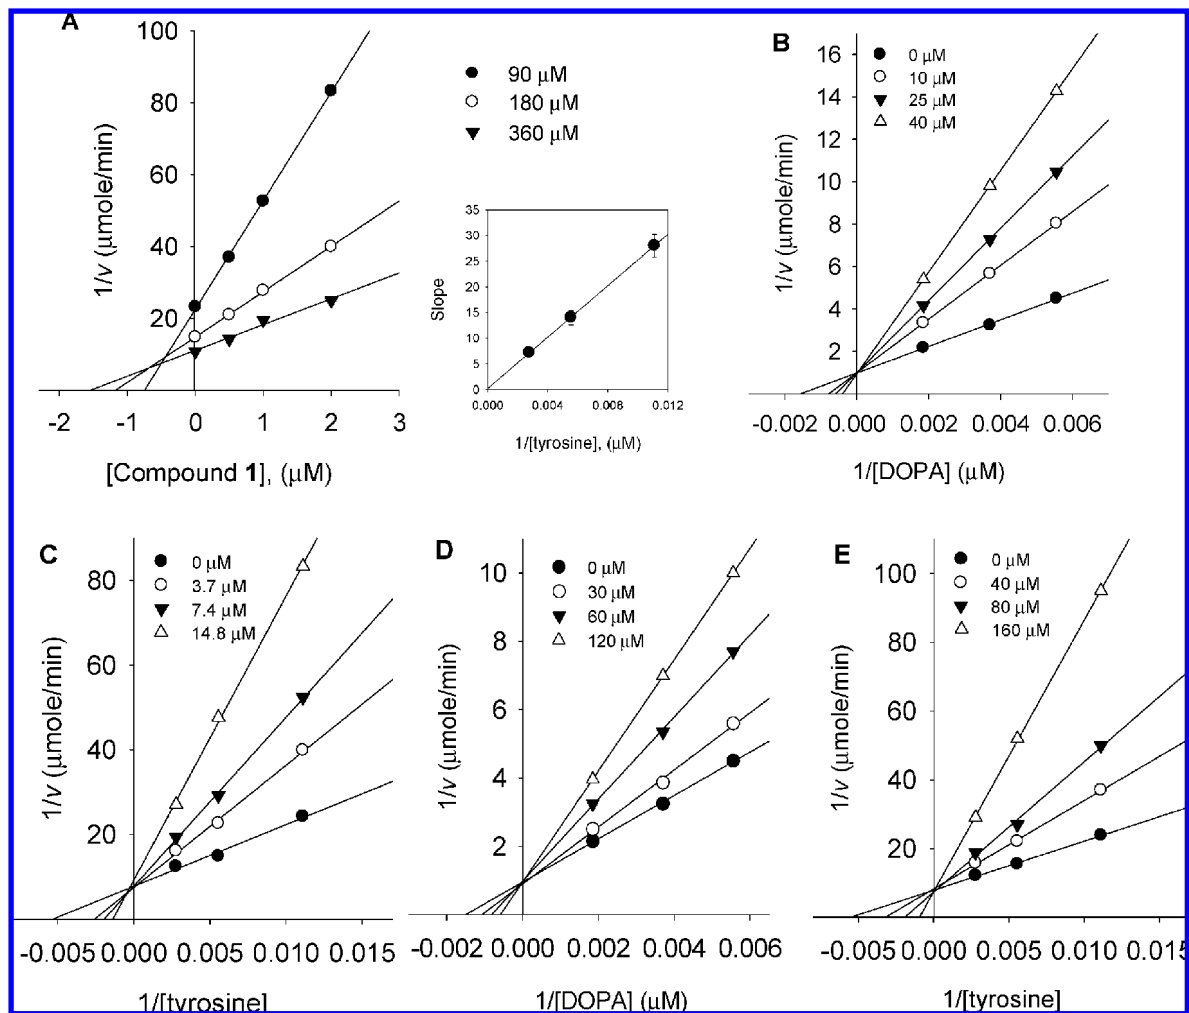 A
100
80
60
40
20
1/v (µmole/min)
-2 -1 0 1 2 3
[Compound 1], (µM)
90 µM
180 µM
360 µM
35
30
25
20
15
10
5
0
Slope
0.000 0.004 0.008 0.012
1/[tyrosine], (µM)
B
0 µM
10 µM
25 µM
40 µM
16
14
12
10
8
6
4
2
1/v (µmole/min)
-0.002 0.000 0.002 0.004 0.006
1/[DOPA] (µM)
C
0 µM
3.7 µM
7.4 µM
14.8 µM
80
60
40
20
1/v (µmole/min)
-0.005 0.000 0.005 0.010 0.015
1/[tyrosine]
D
0 µM
30 µM
60 µM
120 µM
10
8
6
4
2
1/v (µmole/min)
-0.002 0.000 0.002 0.004 0.006
1/[DOPA] (µM)
E
0 µM
40 µM
80 µM
160 µM
100
80
60
40
20
1/v (µmole/min)
-0.005 0.000 0.005 0.010 0.015
1/[tyrosine]